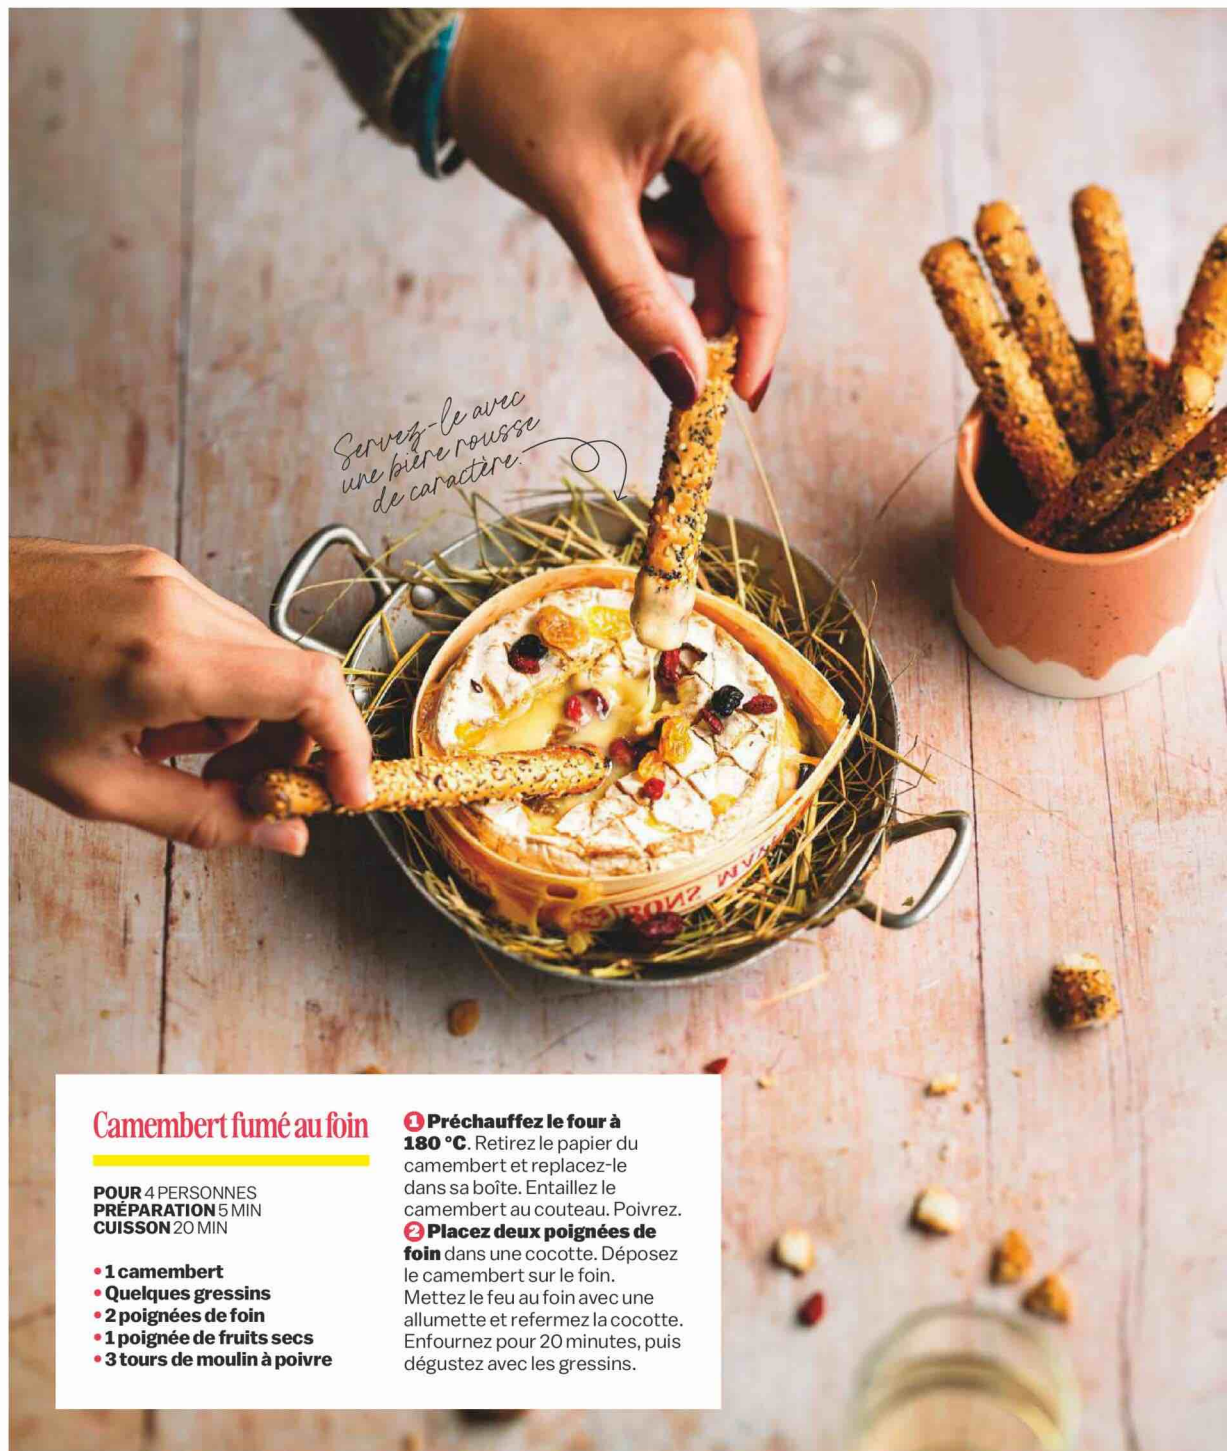 Servez-le avec
une bière rousse
de caractère.
BONS MA
Camembert fumé au foin
POUR 4 PERSONNES
PRÉPARATION 5 MIN
CUISSON 20 MIN
• 1 camembert
• Quelques gressins
• 2 poignées de foin
• 1 poignée de fruits secs
• 3 tours de moulin à poivre
1 Préchauffez le four à
180 °C. Retirez le papier du
camembert et replacez-le
dans sa boîte. Entaillez le
camembert au couteau. Poivrez.
2 Placez deux poignées de
foin dans une cocotte. Déposez
le camembert sur le foin.
Mettez le feu au foin avec une
allumette et refermez la cocotte.
Enfournez pour 20 minutes, puis
dégustez avec les gressins.